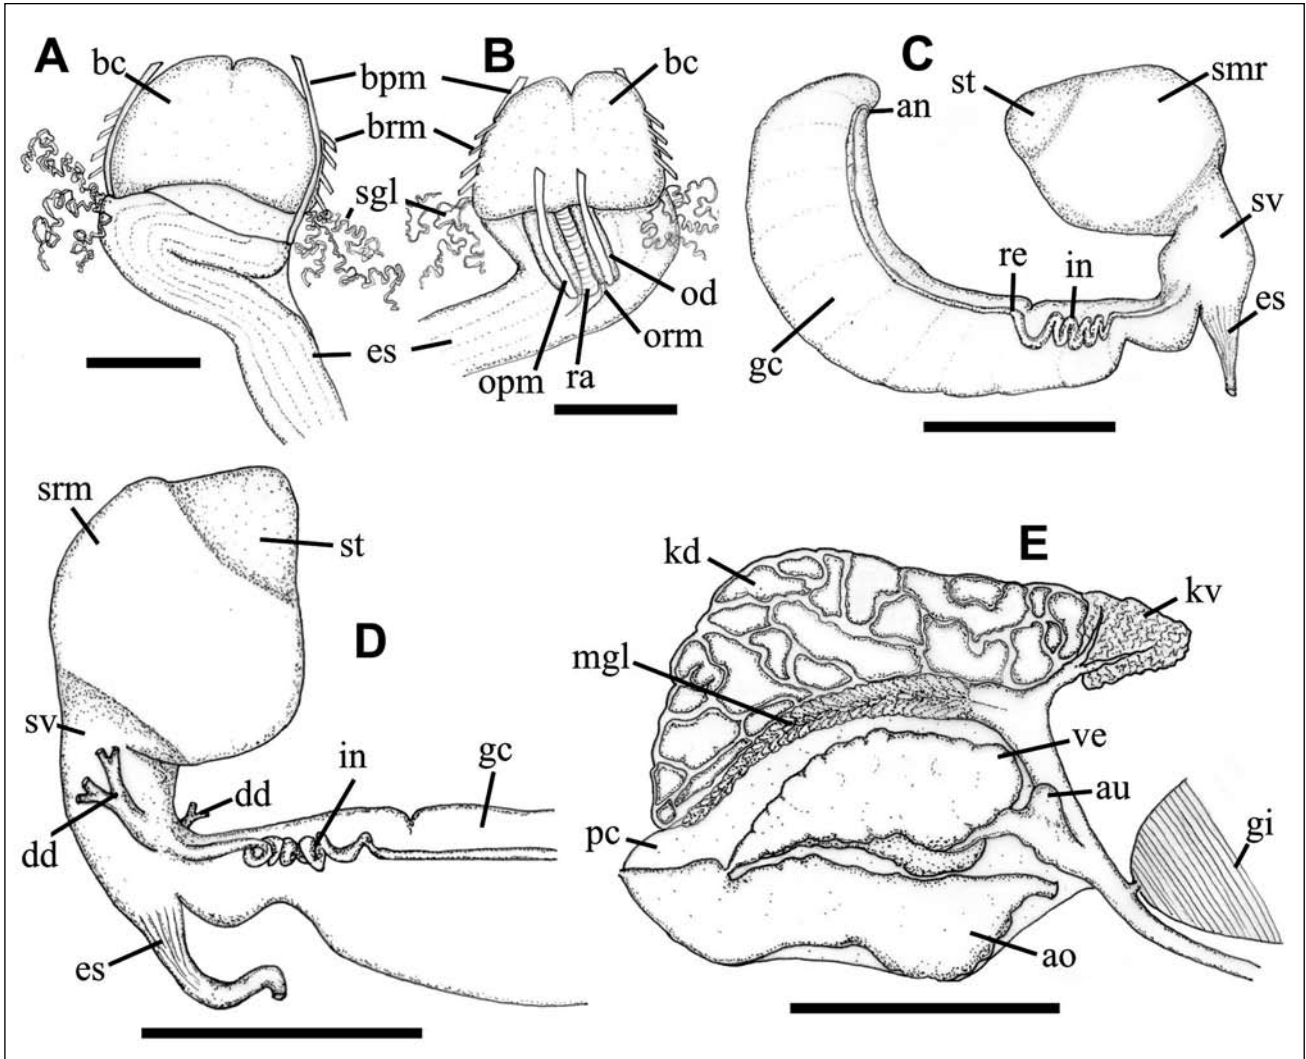 A
bc
bpm
B
bc
brm
sgl
es
opm
ra
orm
od
C
st
smr
an
sv
re
in
es
gc
srm
st
D
sv
in
gc
dd
dd
es
E
kd
kv
mgl
ve
au
pc
gi
ao